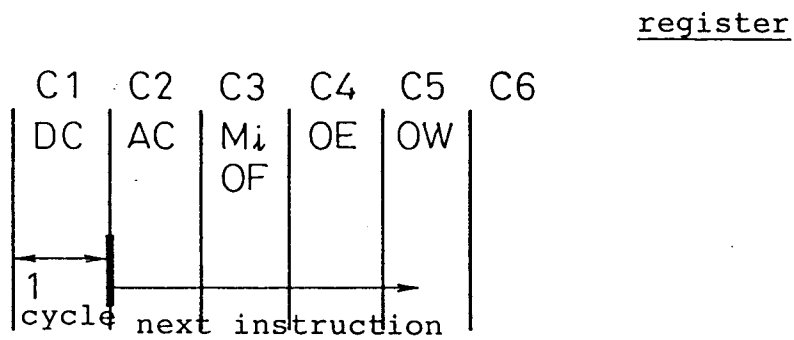 register
C1 C2 C3 C4 C5 C6
DC AC Mi OE OW
OF
1
cycle next instruction